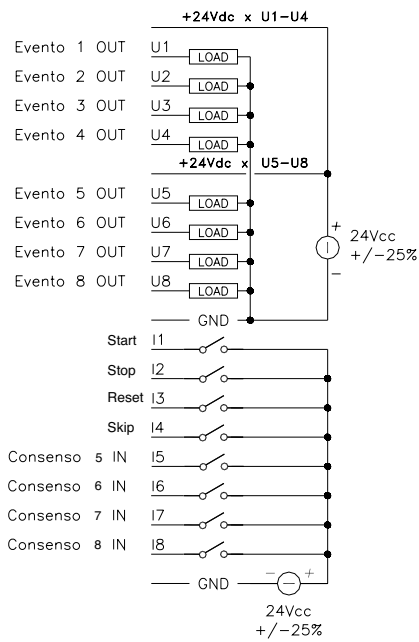 +24Vdc x U1-U4
Evento 1 OUT U1 LOAD
Evento 2 OUT U2 LOAD
Evento 3 OUT U3 LOAD
Evento 4 OUT U4 LOAD
+24Vdc x U5-U8
Evento 5 OUT U5 LOAD
Evento 6 OUT U6 LOAD
Evento 7 OUT U7 LOAD
Evento 8 OUT U8 LOAD
+
24Vcc
+/-25%
-
GND
Start I1
Stop I2
Reset I3
Skip I4
Consenso 5 IN I5
Consenso 6 IN I6
Consenso 7 IN I7
Consenso 8 IN I8
GND - +
24Vcc
+/-25%